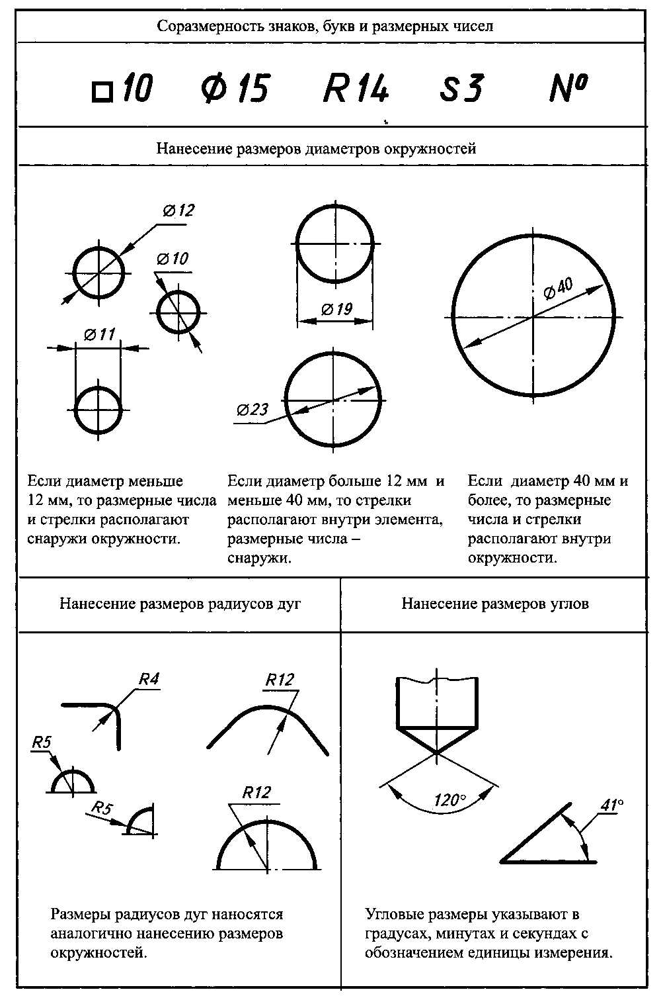 Соразмерность знаков, букв и размерных чисел
□10 Ø15 R14 s3 №
Нанесение размеров диаметров окружностей
Ø12
Ø10
Ø11
Ø19
Ø23
Ø40
Если диаметр меньше
12 мм, то размерные числа
и стрелки располагают
снаружи окружности.
Если диаметр больше 12 мм и
меньше 40 мм, то стрелки
располагают внутри элемента,
размерные числа –
снаружи.
Если диаметр 40 мм и
более, то размерные
числа и стрелки
располагают внутри
окружности.
Нанесение размеров радиусов дуг
R4
R12
R5
R5
R12
Размеры радиусов дуг наносятся
аналогично нанесению размеров
окружностей.
Нанесение размеров углов
120°
41°
Угловые размеры указывают в
градусах, минутах и секундах с
обозначением единицы измерения.